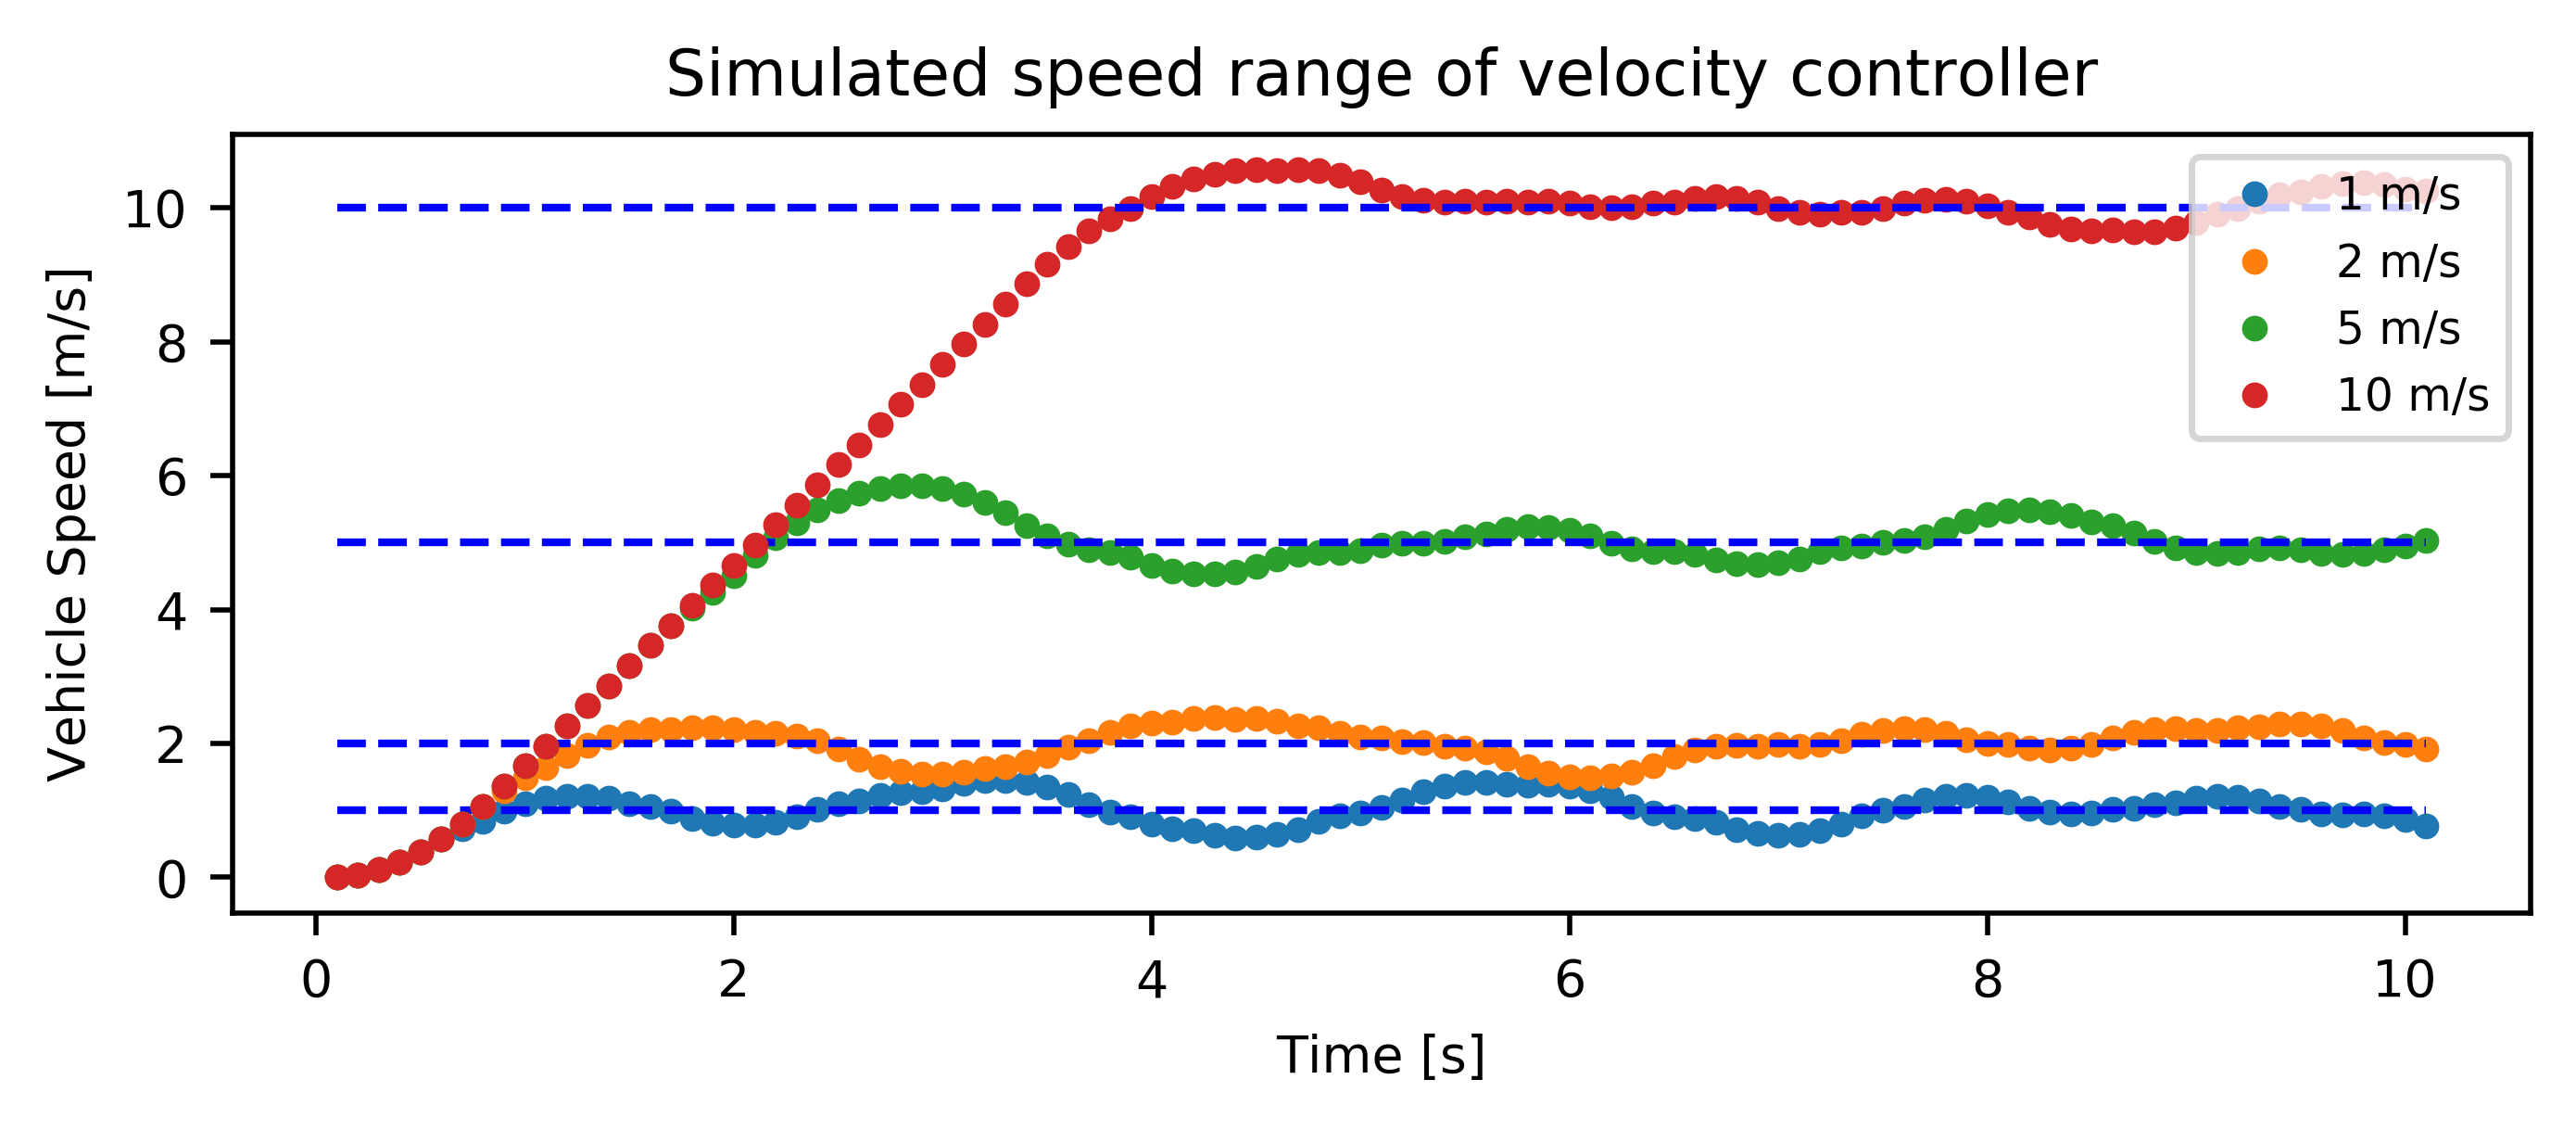 Simulated speed range of velocity controller
Vehicle Speed [m/s]
10
8
6
4
2
0
1 m/s
2 m/s
5 m/s
10 m/s
0 2 4 6 8 10
Time [s]